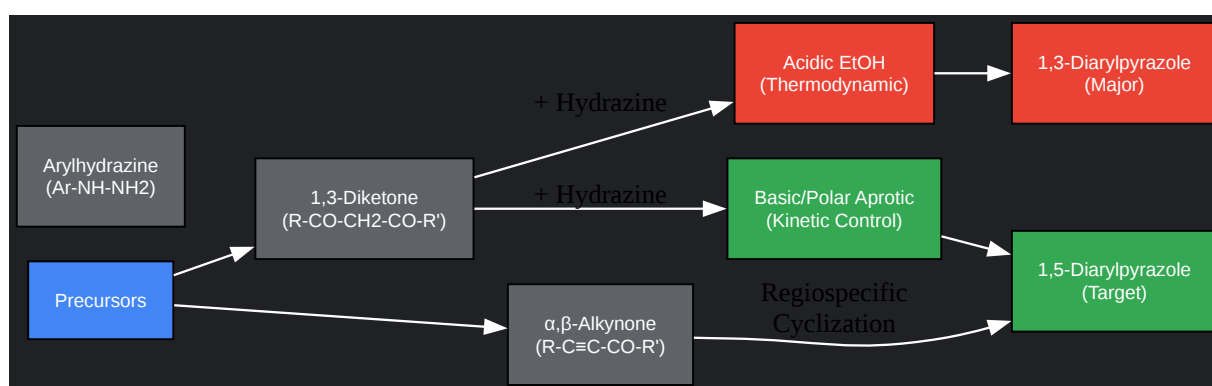 Acidic EtOH
(Thermodynamic)
1,3-Diarylpyrazole
(Major)
+ Hydrazine
Arylhydrazine
(Ar-NH-NH2)
1,3-Diketone
(R-CO-CH2-CO-R')
+ Hydrazine
Basic/Polar Aprotic
(Kinetic Control)
Precursors
1,5-Diarylpyrazole
(Target)
Regiospecific
Cyclization
α,β-Alkynone
(R-C≡C-CO-R')